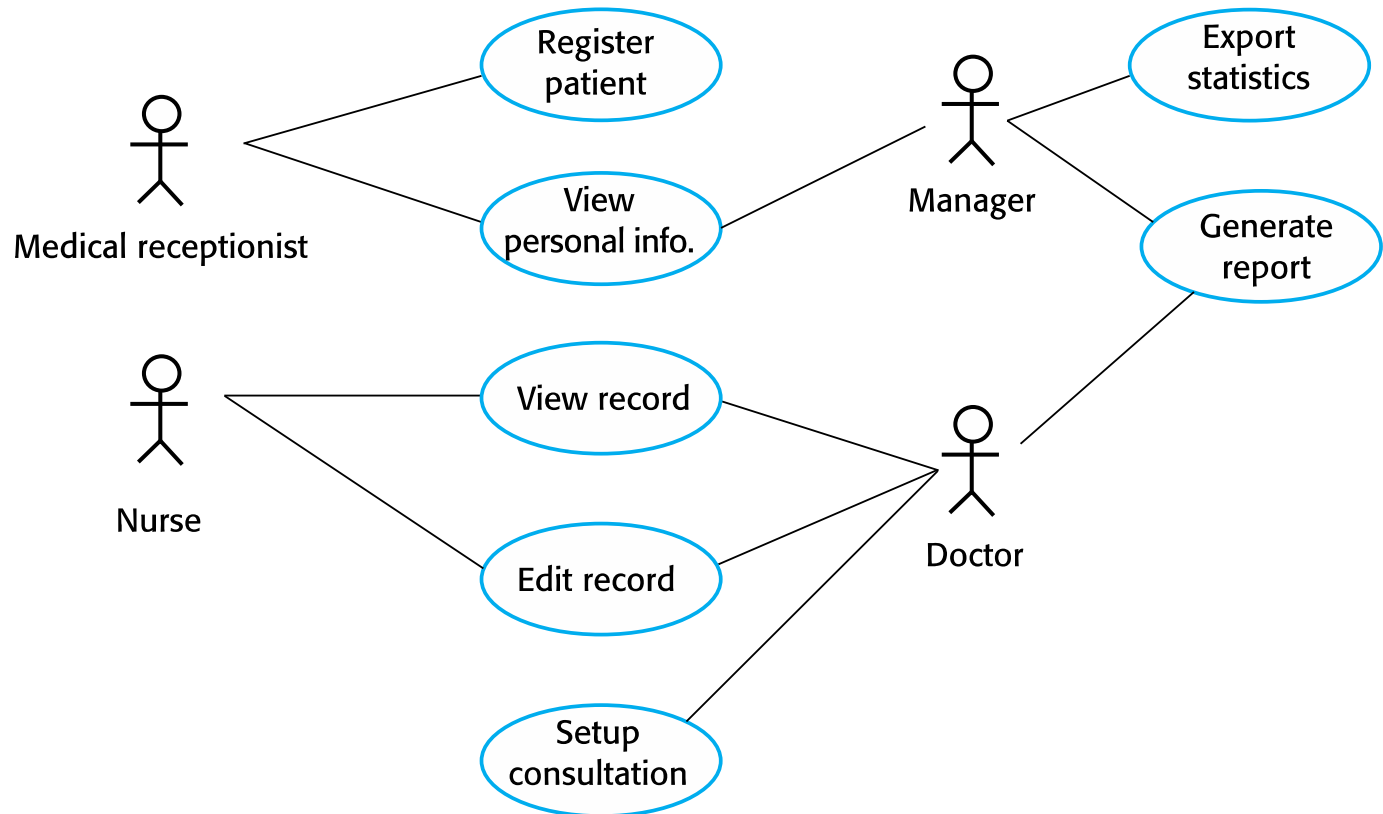 Register
patient
Export
statistics
Medical receptionist
View
personal info.
Manager
Generate
report
Nurse
View record
Edit record
Doctor
Setup
consultation